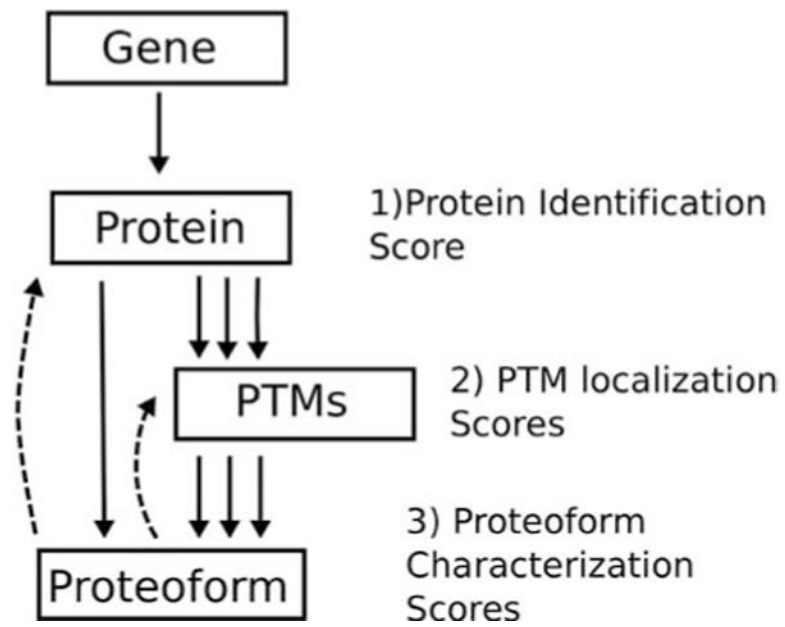 Gene
Protein
1)Protein Identification
Score
PTMs
2) PTM localization
Scores
3) Proteoform
Characterization
Scores
Proteoform